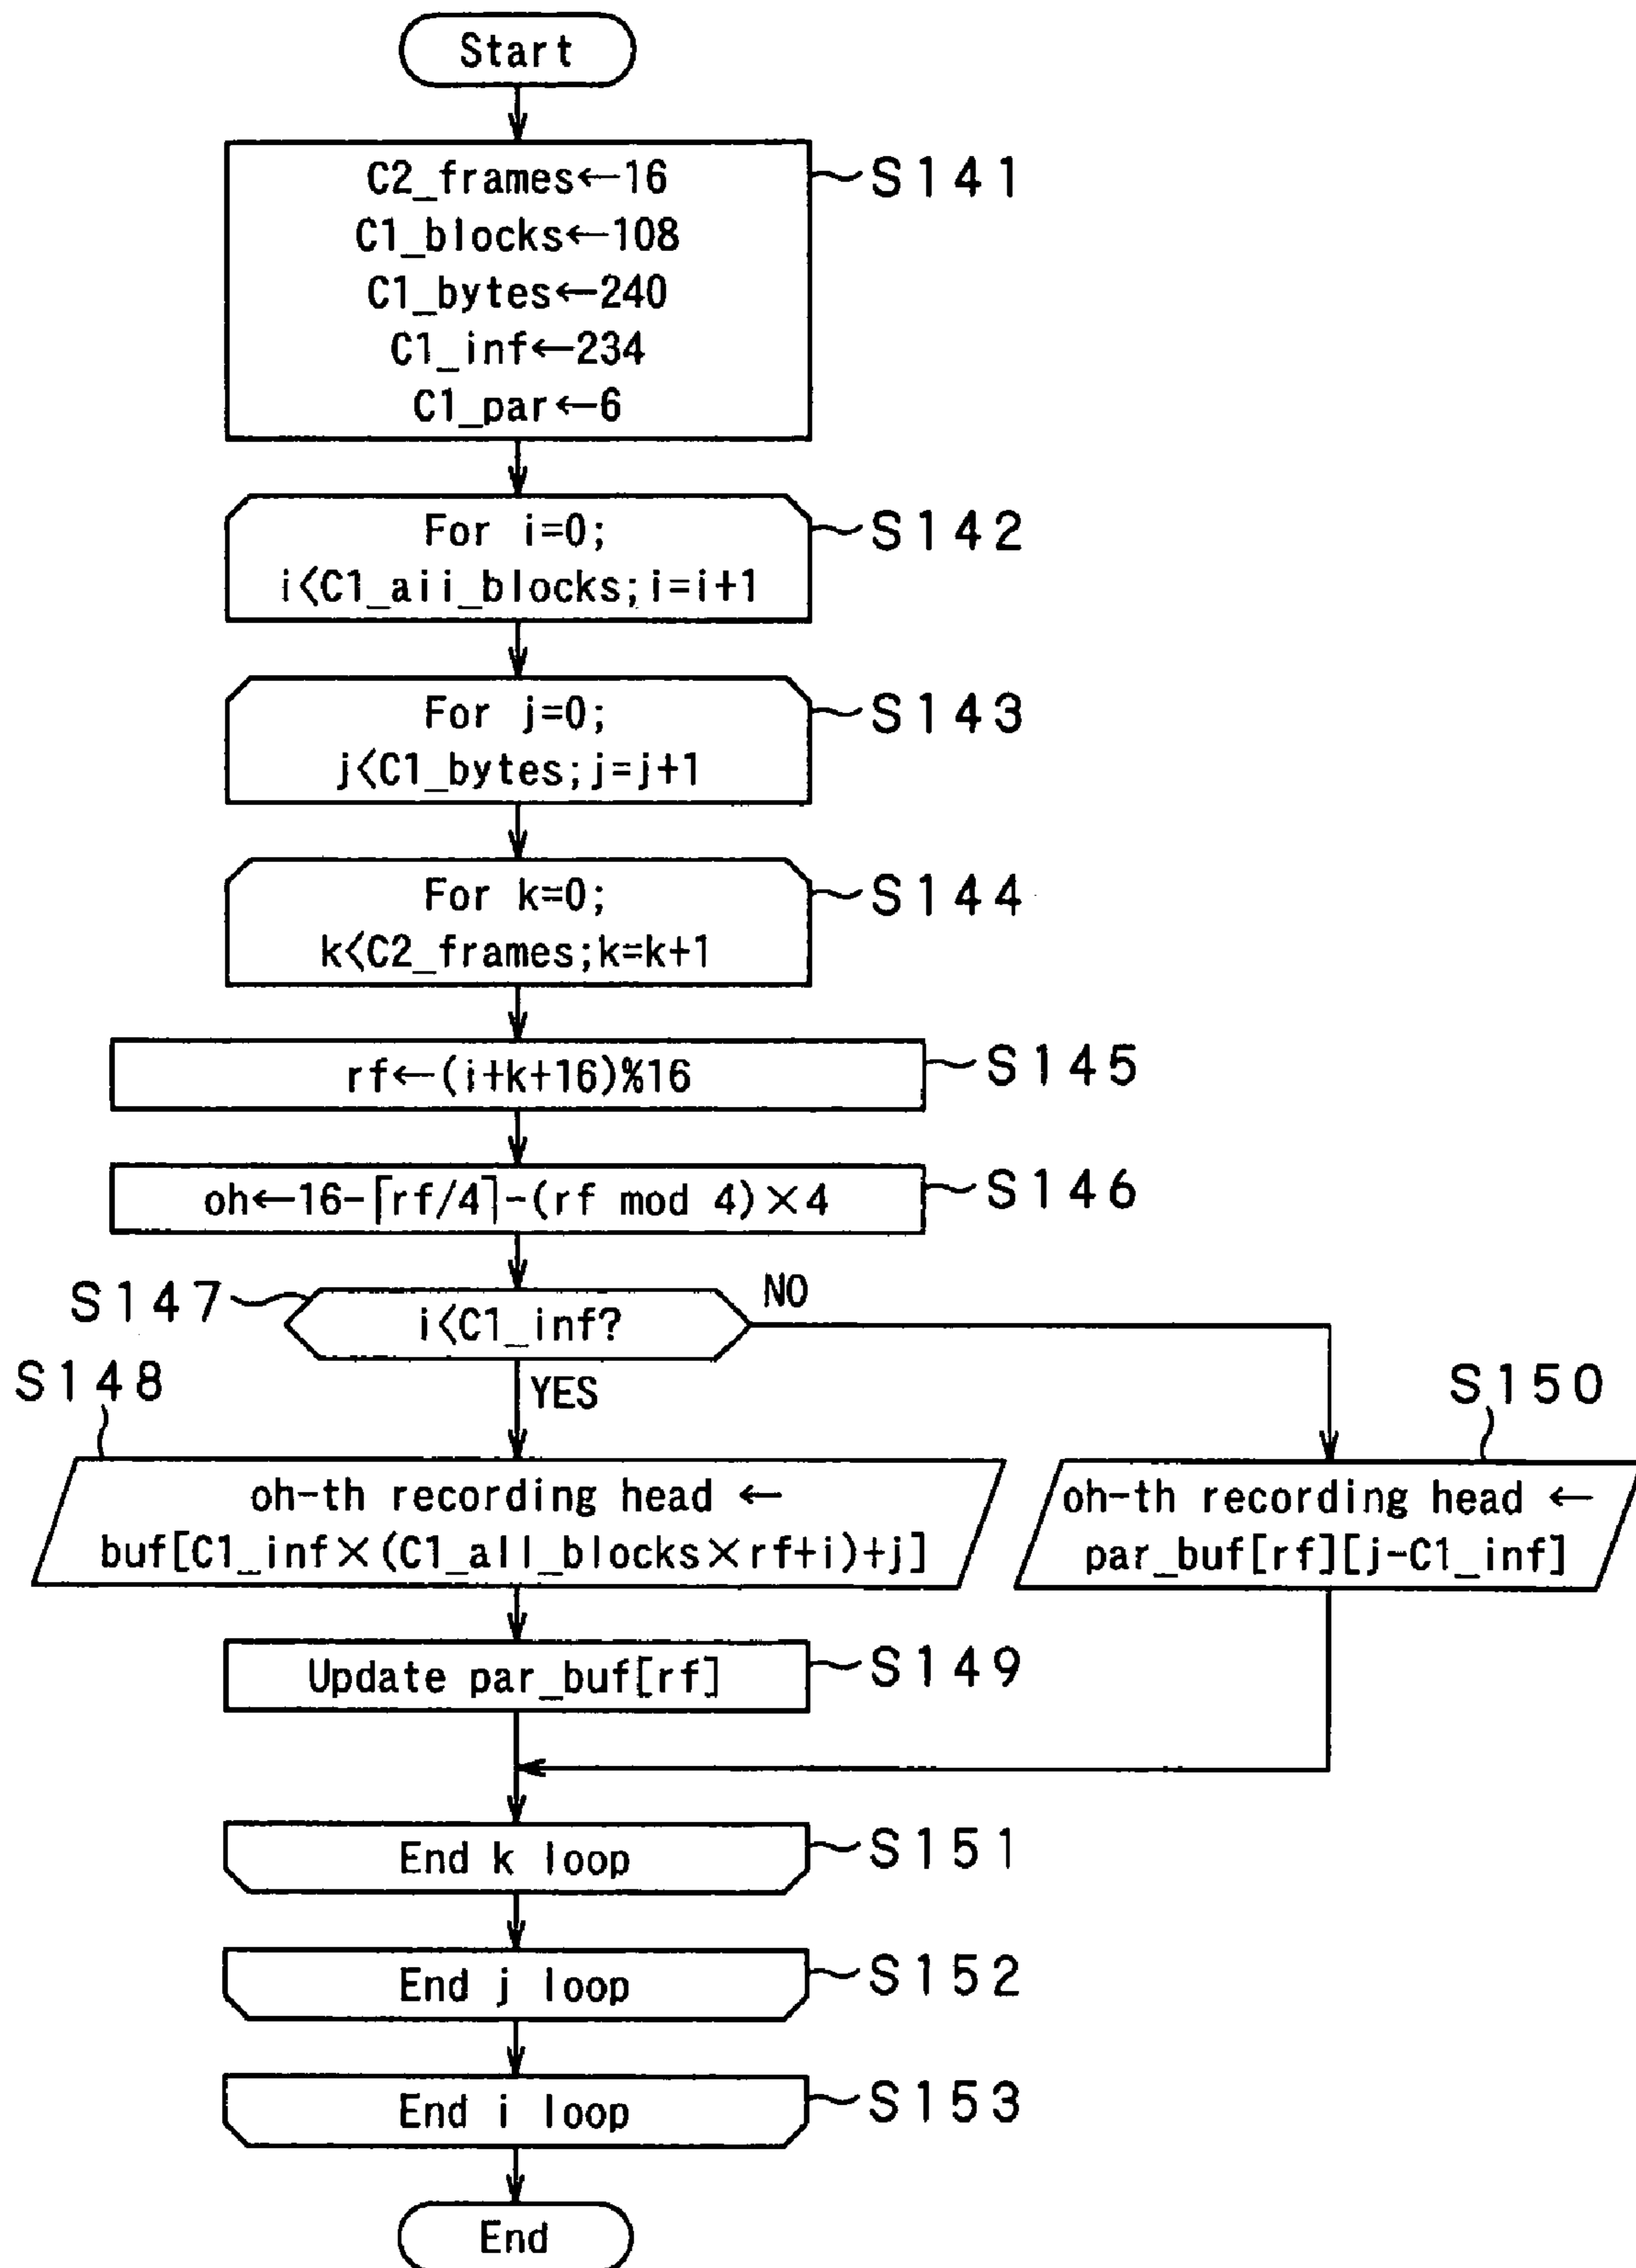 Start
C2_frames←16
C1_blocks←108
C1_bytes←240
C1_inf←234
C1_par←6
S141
For i=0;
i<C1_aii_blocks;i=i+1
S142
For j=0;
j<C1_bytes;j=j+1
S143
For k=0;
k<C2_frames;k=k+1
S144
rf←(i+k+16)%16
S145
oh←16-⌈rf/4⌉-(rf mod 4)×4
S146
S147
i<C1_inf?
NO
YES
S148
oh-th recording head ←
buf[C1_inf×(C1_all_blocks×rf+i)+j]
S150
oh-th recording head ←
par_buf[rf][j-C1_inf]
Update par_buf[rf]
S149
End k loop
S151
End j loop
S152
End i loop
S153
End